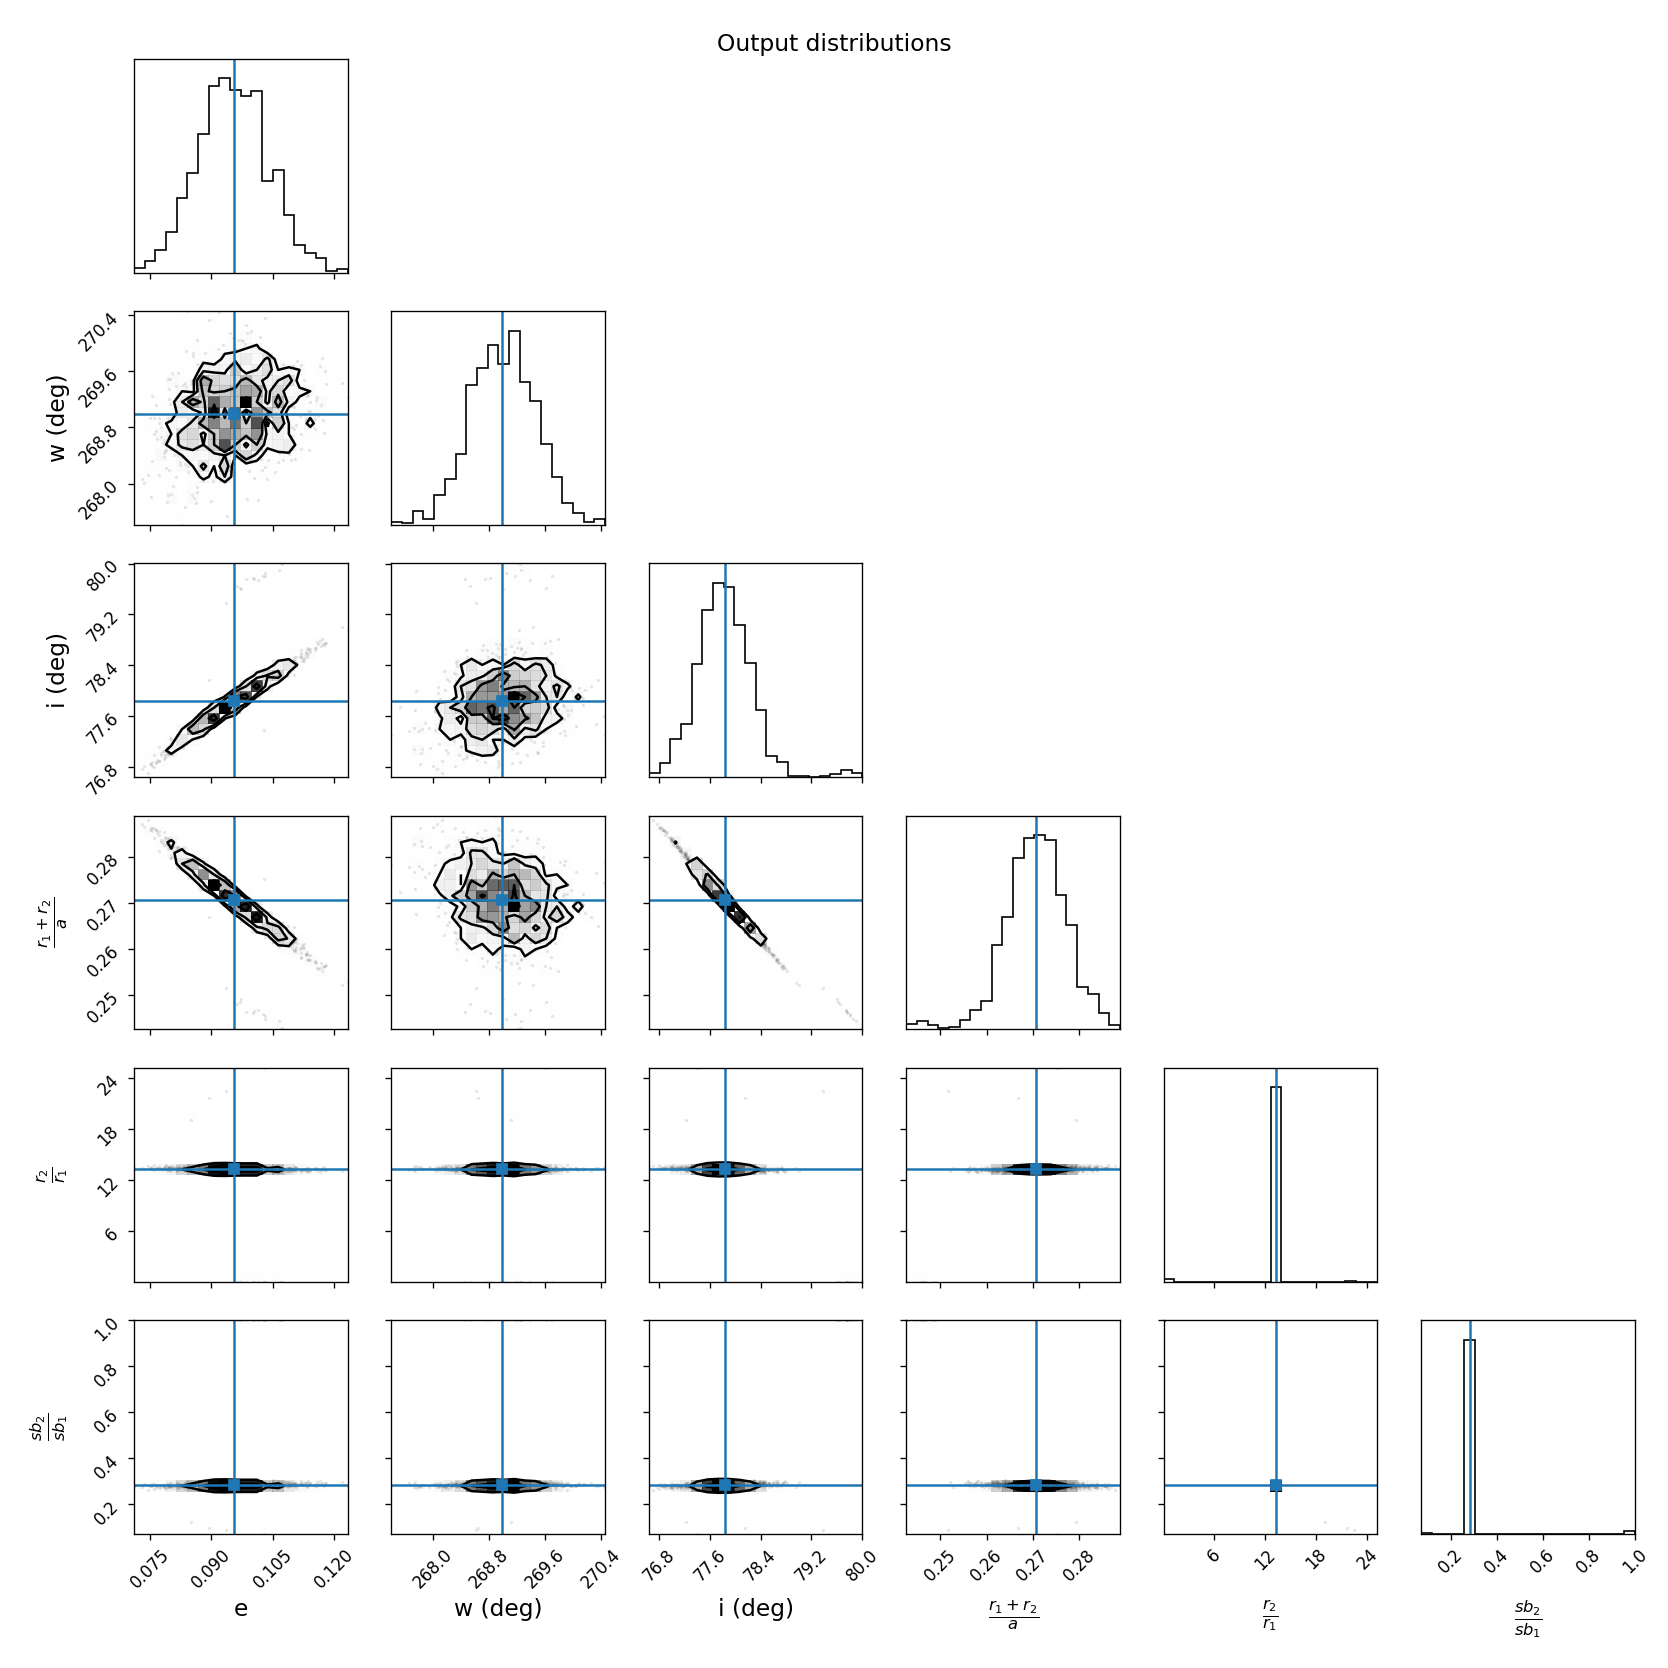 Output distributions
270.4
269.6
268.8
268.0
w (deg)
80.0
79.2
78.4
77.6
76.8
i (deg)
0.28
0.27
0.26
0.25
r₁ + r₂
a
24
18
12
6
r₂
r₁
1.0
0.8
0.6
0.4
0.2
sb₂
sb₁
0.075 0.090 0.105 0.120 268.0 268.8 269.6 270.4 76.8 77.6 78.4 79.2 80.0 0.25 0.26 0.27 0.28 6 12 18 24 0.2 0.4 0.6 0.8 1.0
e w (deg) i (deg) r₁ + r₂ r₂ sb₂
a r₁ sb₁